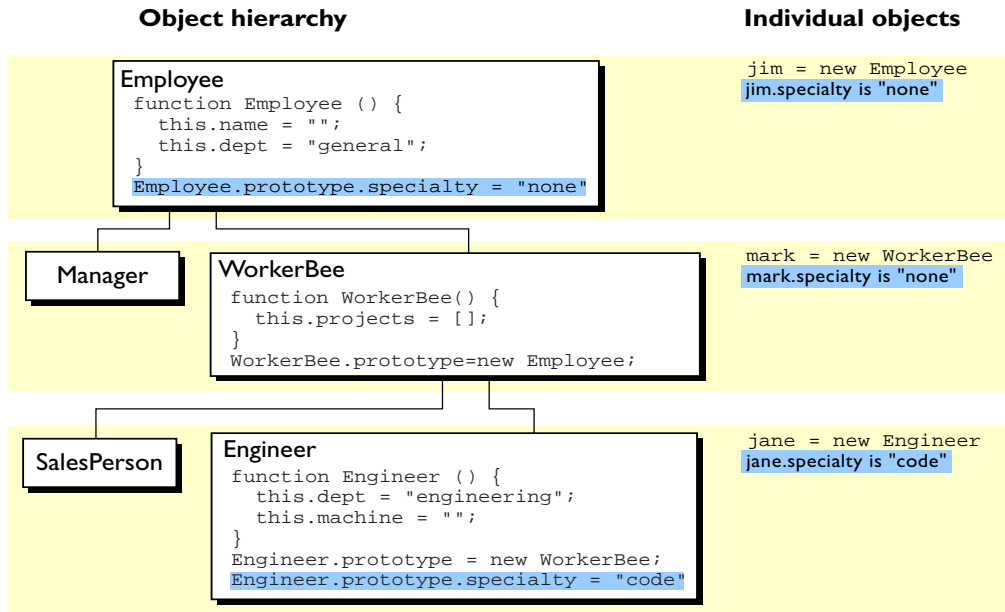 Object hierarchy
Individual objects
Employee
function Employee () {
this.name = "";
this.dept = "general";
}
Employee.prototype.specialty = "none"
jim = new Employee
jim.specialty is "none"
Manager
WorkerBee
function WorkerBee() {
this.projects = [];
}
WorkerBee.prototype=new Employee;
mark = new WorkerBee
mark.specialty is "none"
SalesPerson
Engineer
function Engineer () {
this.dept = "engineering";
this.machine = "";
}
Engineer.prototype = new WorkerBee;
Engineer.prototype.specialty = "code"
jane = new Engineer
jane.specialty is "code"